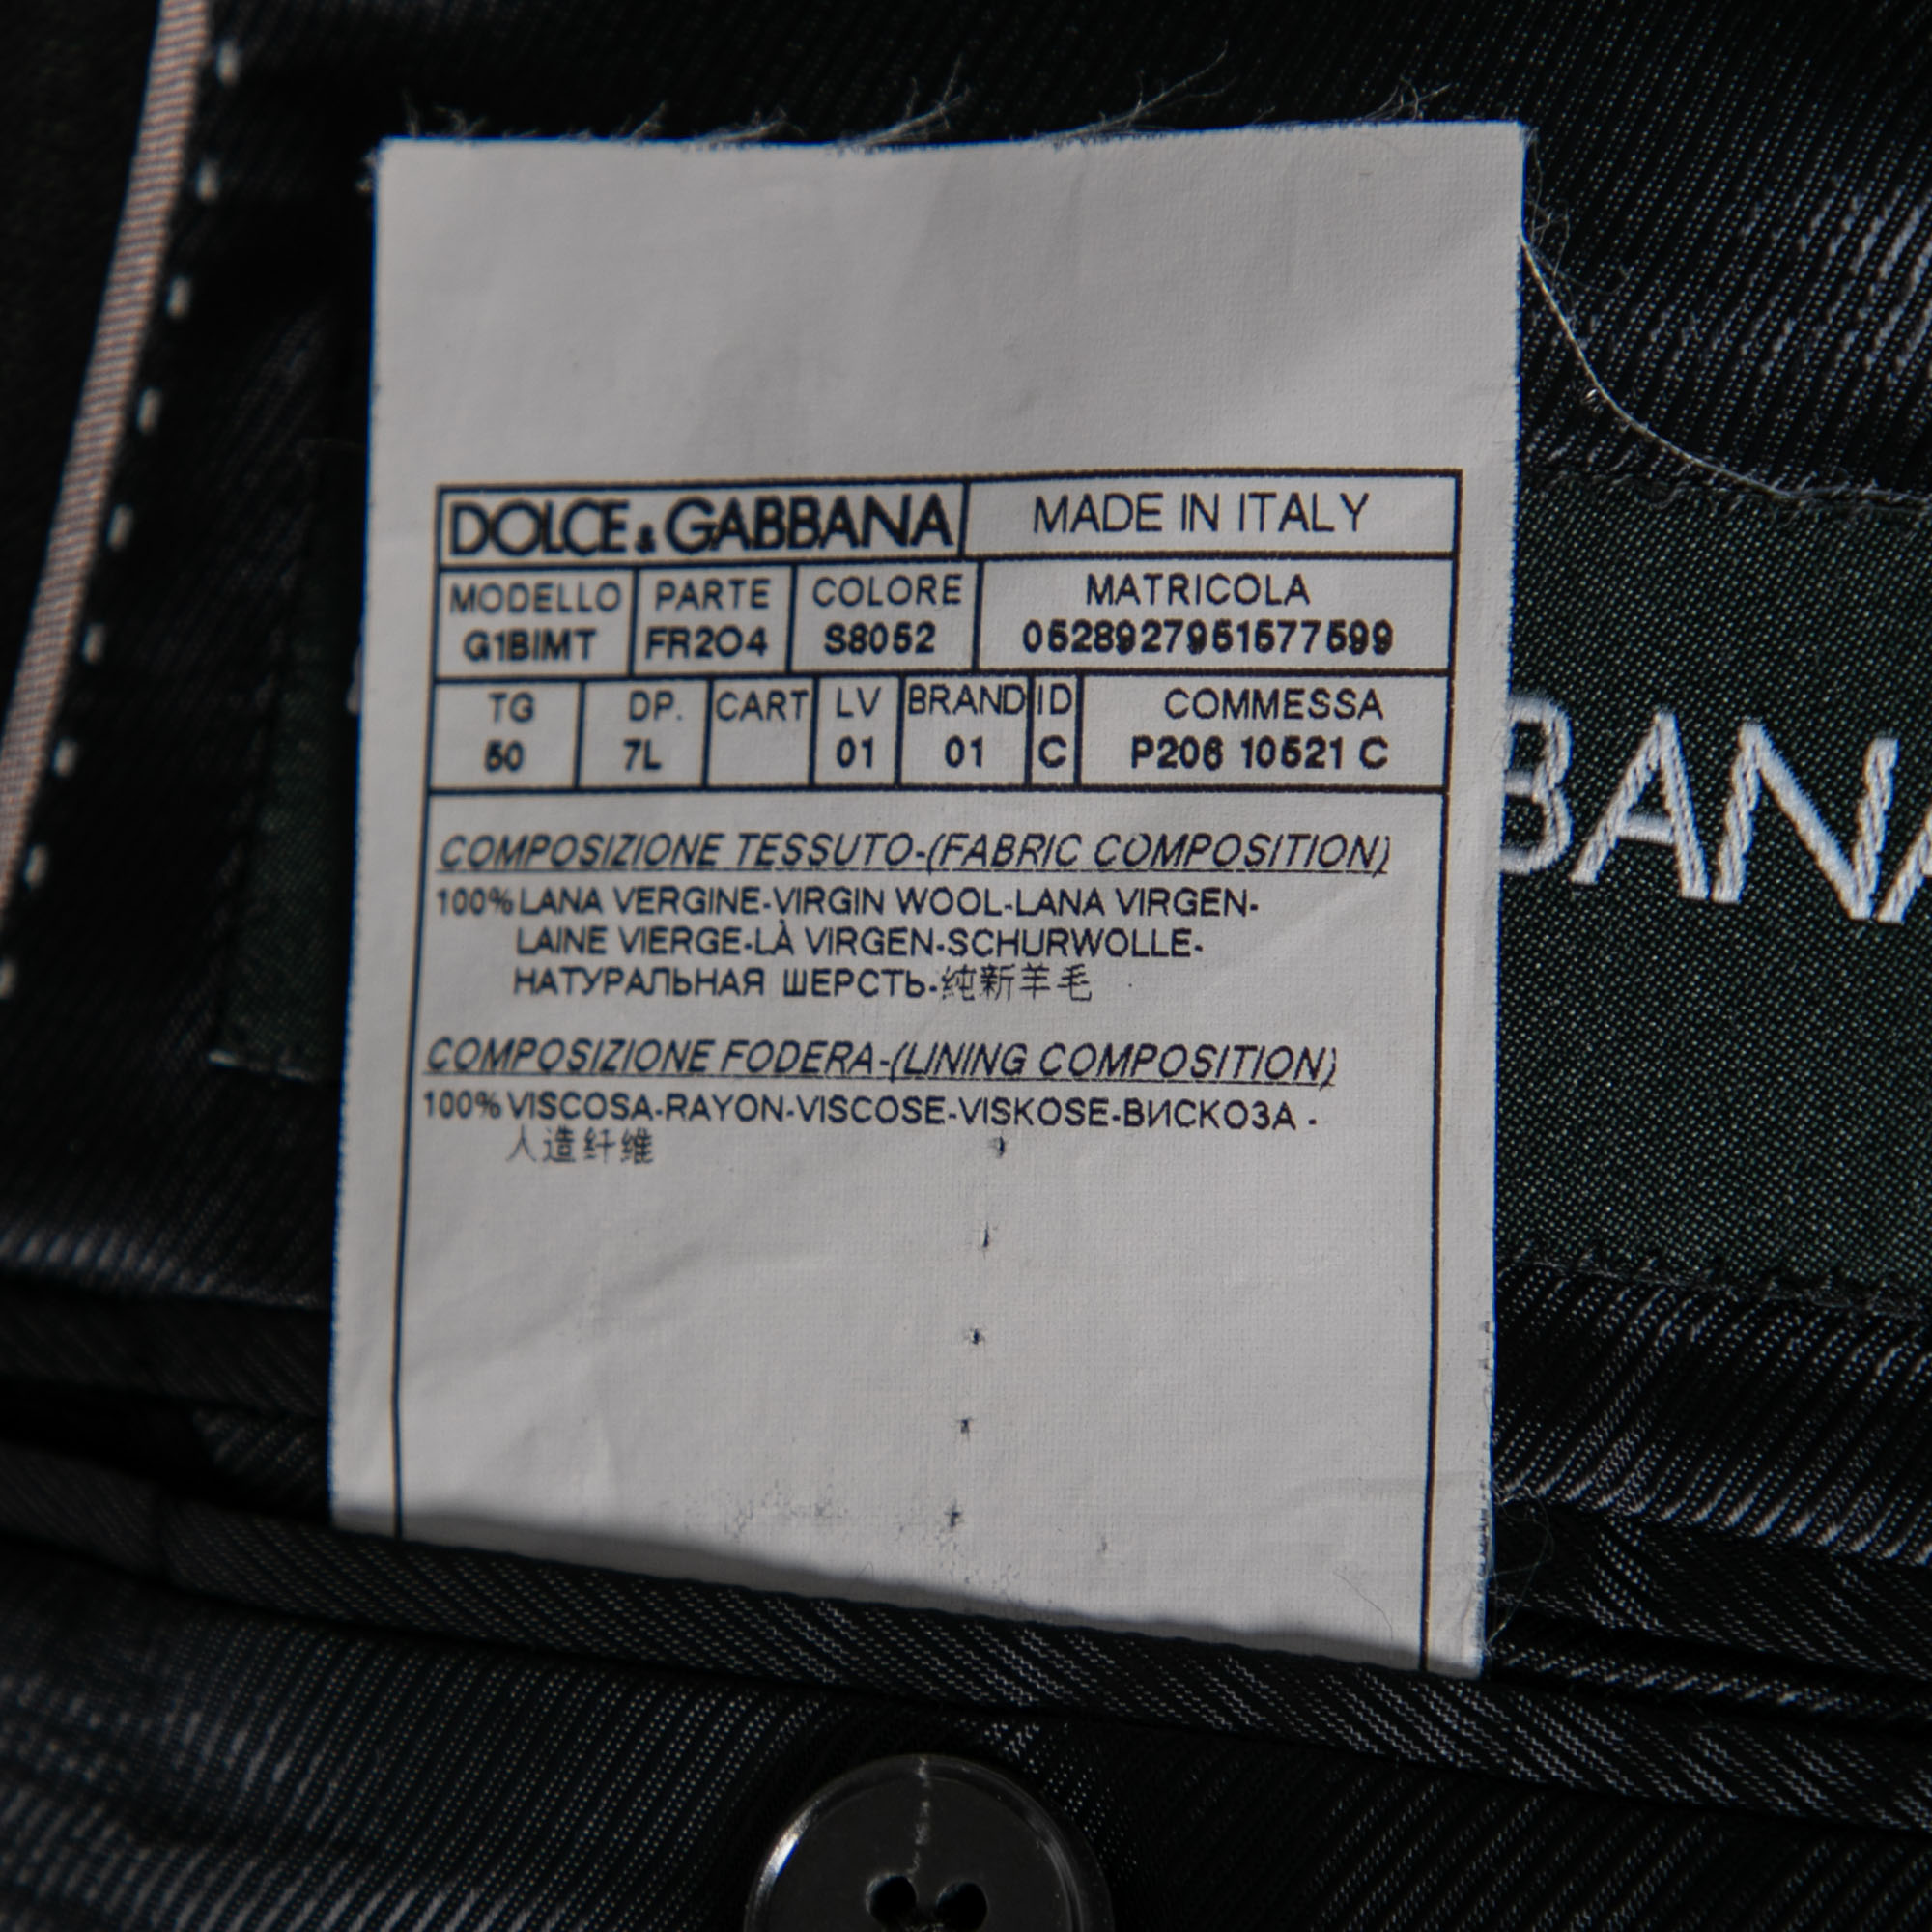 DOLCE & GABBANA MADE IN ITALY
MODELLO PARTE COLORE MATRICOLA
G1BIMT FR2O4 S8052 0528927951577599
TG DP. CART LV BRAND ID COMMESSA
50 7L 01 01 C P206 10521 C
COMPOSIZIONE TESSUTO-(FABRIC COMPOSITION)
100% LANA VERGINE-VIRGIN WOOL-LANA VIRGEN-
LAINE VIERGE-LÀ VIRGEN-SCHURWOLLE-
НАТУРАЛЬНАЯ ШЕРСТЬ-纯新羊毛
COMPOSIZIONE FODERA-(LINING COMPOSITION)
100% VISCOSA-RAYON-VISCOSE-VISKOSE-ВИСКОЗА -
人造纤维
BANA